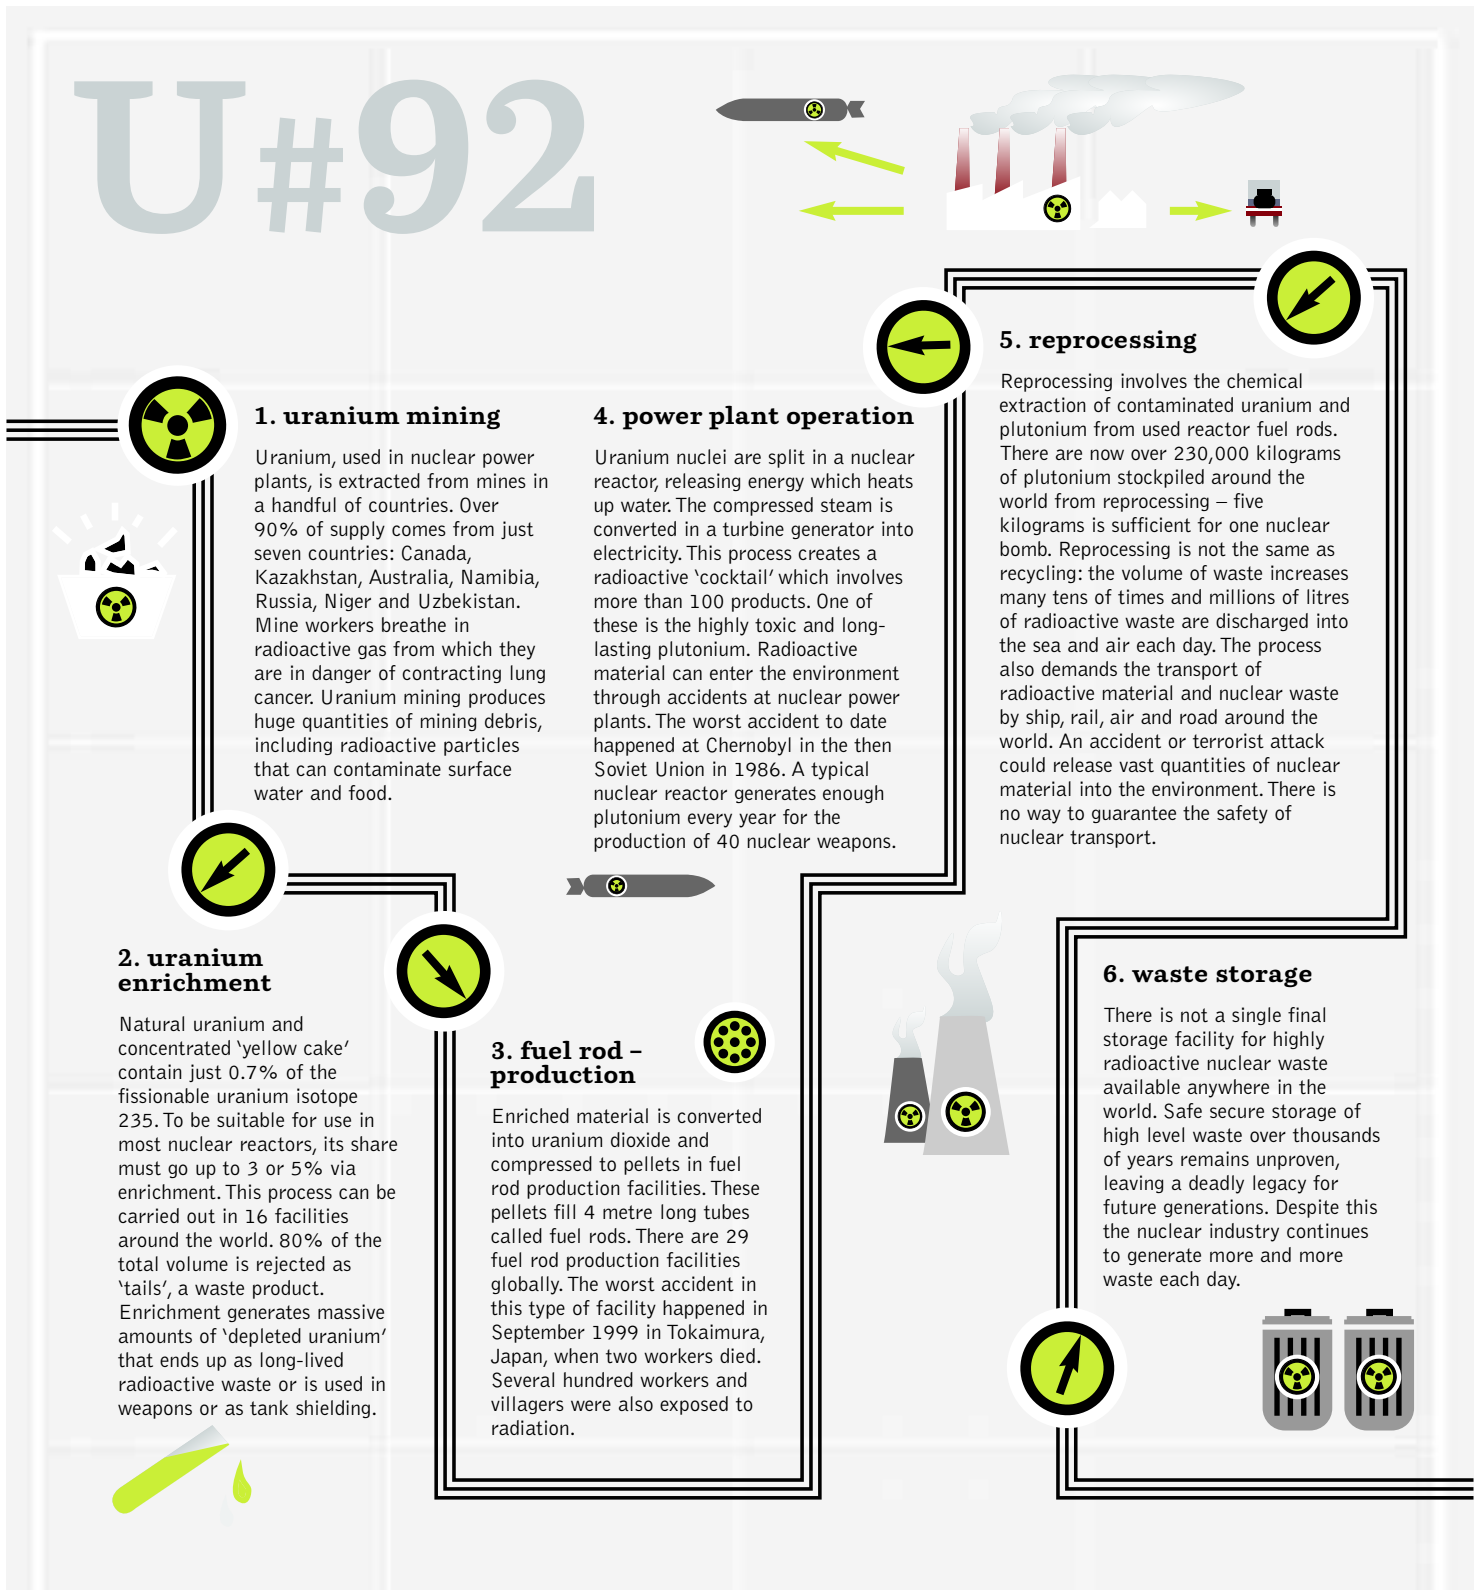 U#92
1. uranium mining
Uranium, used in nuclear power
plants, is extracted from mines in
a handful of countries. Over
90% of supply comes from just
seven countries: Canada,
Kazakhstan, Australia, Namibia,
Russia, Niger and Uzbekistan.
Mine workers breathe in
radioactive gas from which they
are in danger of contracting lung
cancer. Uranium mining produces
huge quantities of mining debris,
including radioactive particles
that can contaminate surface
water and food.
2. uranium
enrichment
Natural uranium and
concentrated ‘yellow cake’
contain just 0.7% of the
fissionable uranium isotope
235. To be suitable for use in
most nuclear reactors, its share
must go up to 3 or 5% via
enrichment. This process can be
carried out in 16 facilities
around the world. 80% of the
total volume is rejected as
‘tails’, a waste product.
Enrichment generates massive
amounts of ‘depleted uranium’
that ends up as long-lived
radioactive waste or is used in
weapons or as tank shielding.
3. fuel rod –
production
Enriched material is converted
into uranium dioxide and
compressed to pellets in fuel
rod production facilities. These
pellets fill 4 metre long tubes
called fuel rods. There are 29
fuel rod production facilities
globally. The worst accident in
this type of facility happened in
September 1999 in Tokaimura,
Japan, when two workers died.
Several hundred workers and
villagers were also exposed to
radiation.
4. power plant operation
Uranium nuclei are split in a nuclear
reactor, releasing energy which heats
up water. The compressed steam is
converted in a turbine generator into
electricity. This process creates a
radioactive ‘cocktail’ which involves
more than 100 products. One of
these is the highly toxic and long-
lasting plutonium. Radioactive
material can enter the environment
through accidents at nuclear power
plants. The worst accident to date
happened at Chernobyl in the then
Soviet Union in 1986. A typical
nuclear reactor generates enough
plutonium every year for the
production of 40 nuclear weapons.
5. reprocessing
Reprocessing involves the chemical
extraction of contaminated uranium and
plutonium from used reactor fuel rods.
There are now over 230,000 kilograms
of plutonium stockpiled around the
world from reprocessing – five
kilograms is sufficient for one nuclear
bomb. Reprocessing is not the same as
recycling: the volume of waste increases
many tens of times and millions of litres
of radioactive waste are discharged into
the sea and air each day. The process
also demands the transport of
radioactive material and nuclear waste
by ship, rail, air and road around the
world. An accident or terrorist attack
could release vast quantities of nuclear
material into the environment. There is
no way to guarantee the safety of
nuclear transport.
6. waste storage
There is not a single final
storage facility for highly
radioactive nuclear waste
available anywhere in the
world. Safe secure storage of
high level waste over thousands
of years remains unproven,
leaving a deadly legacy for
future generations. Despite this
the nuclear industry continues
to generate more and more
waste each day.